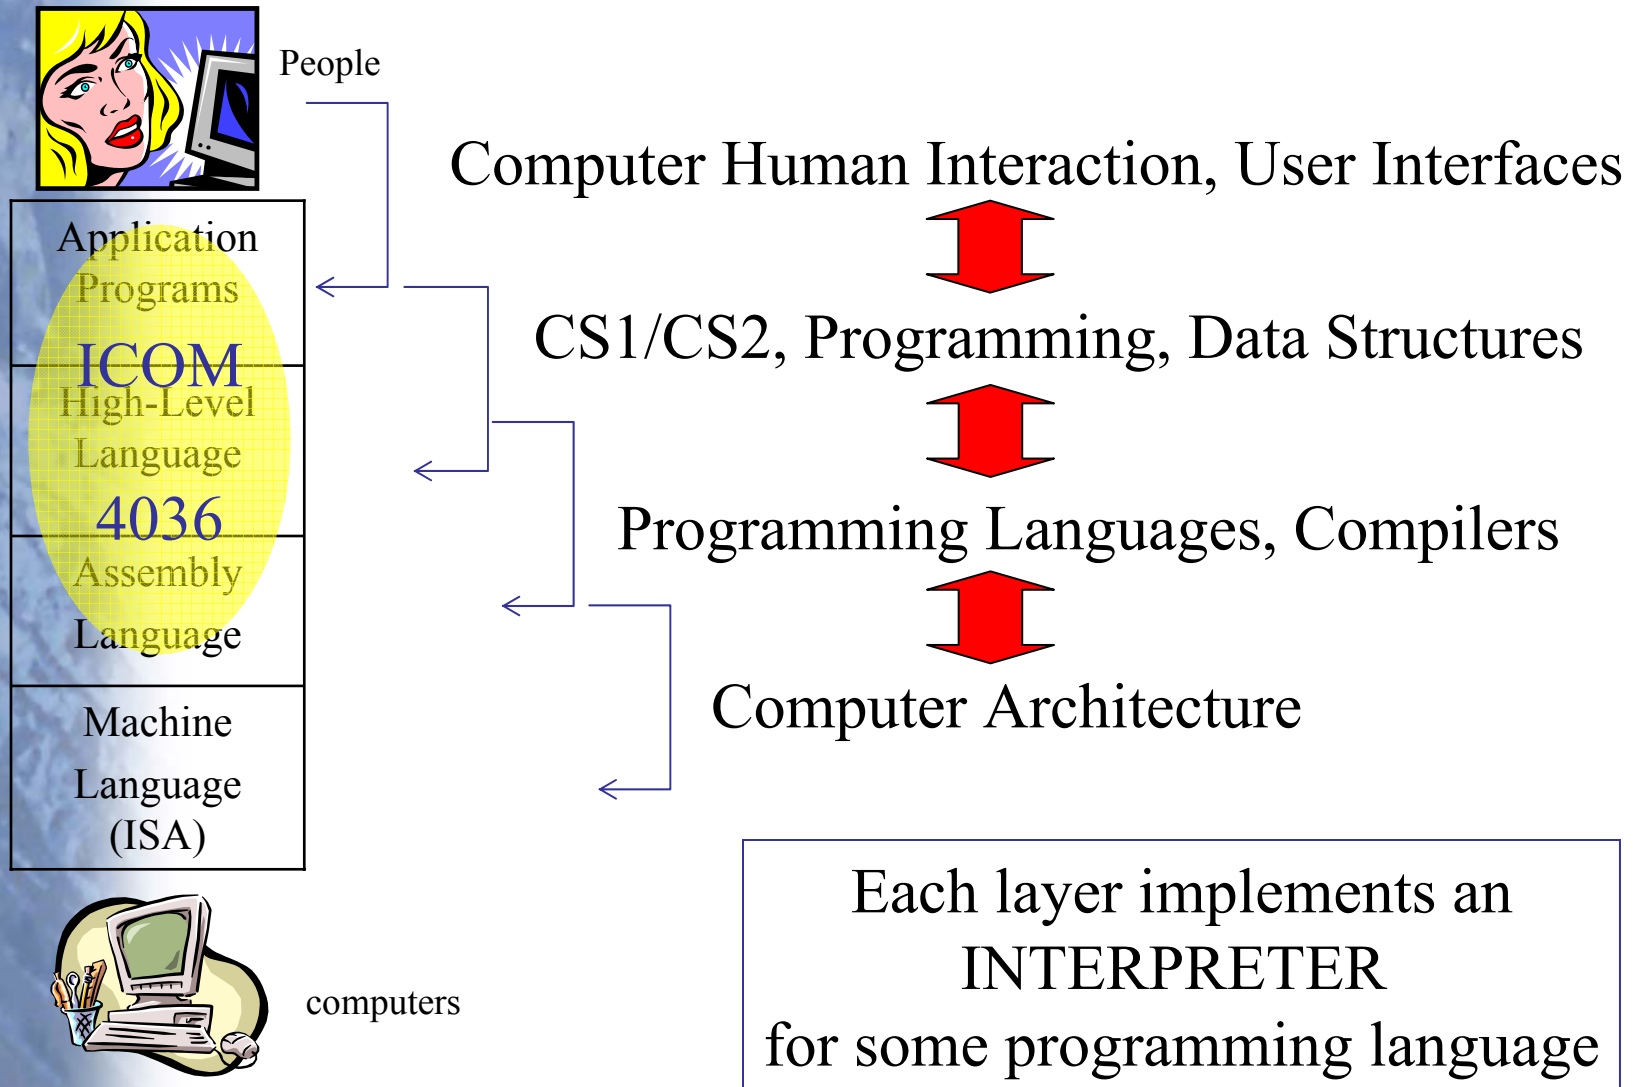 People
Computer Human Interaction, User Interfaces
Application
Programs
CS1/CS2, Programming, Data Structures
ICOM
High-Level
Language
4036
Programming Languages, Compilers
Assembly
Language
Computer Architecture
Machine
Language
(ISA)
Each layer implements an
INTERPRETER
for some programming language
computers